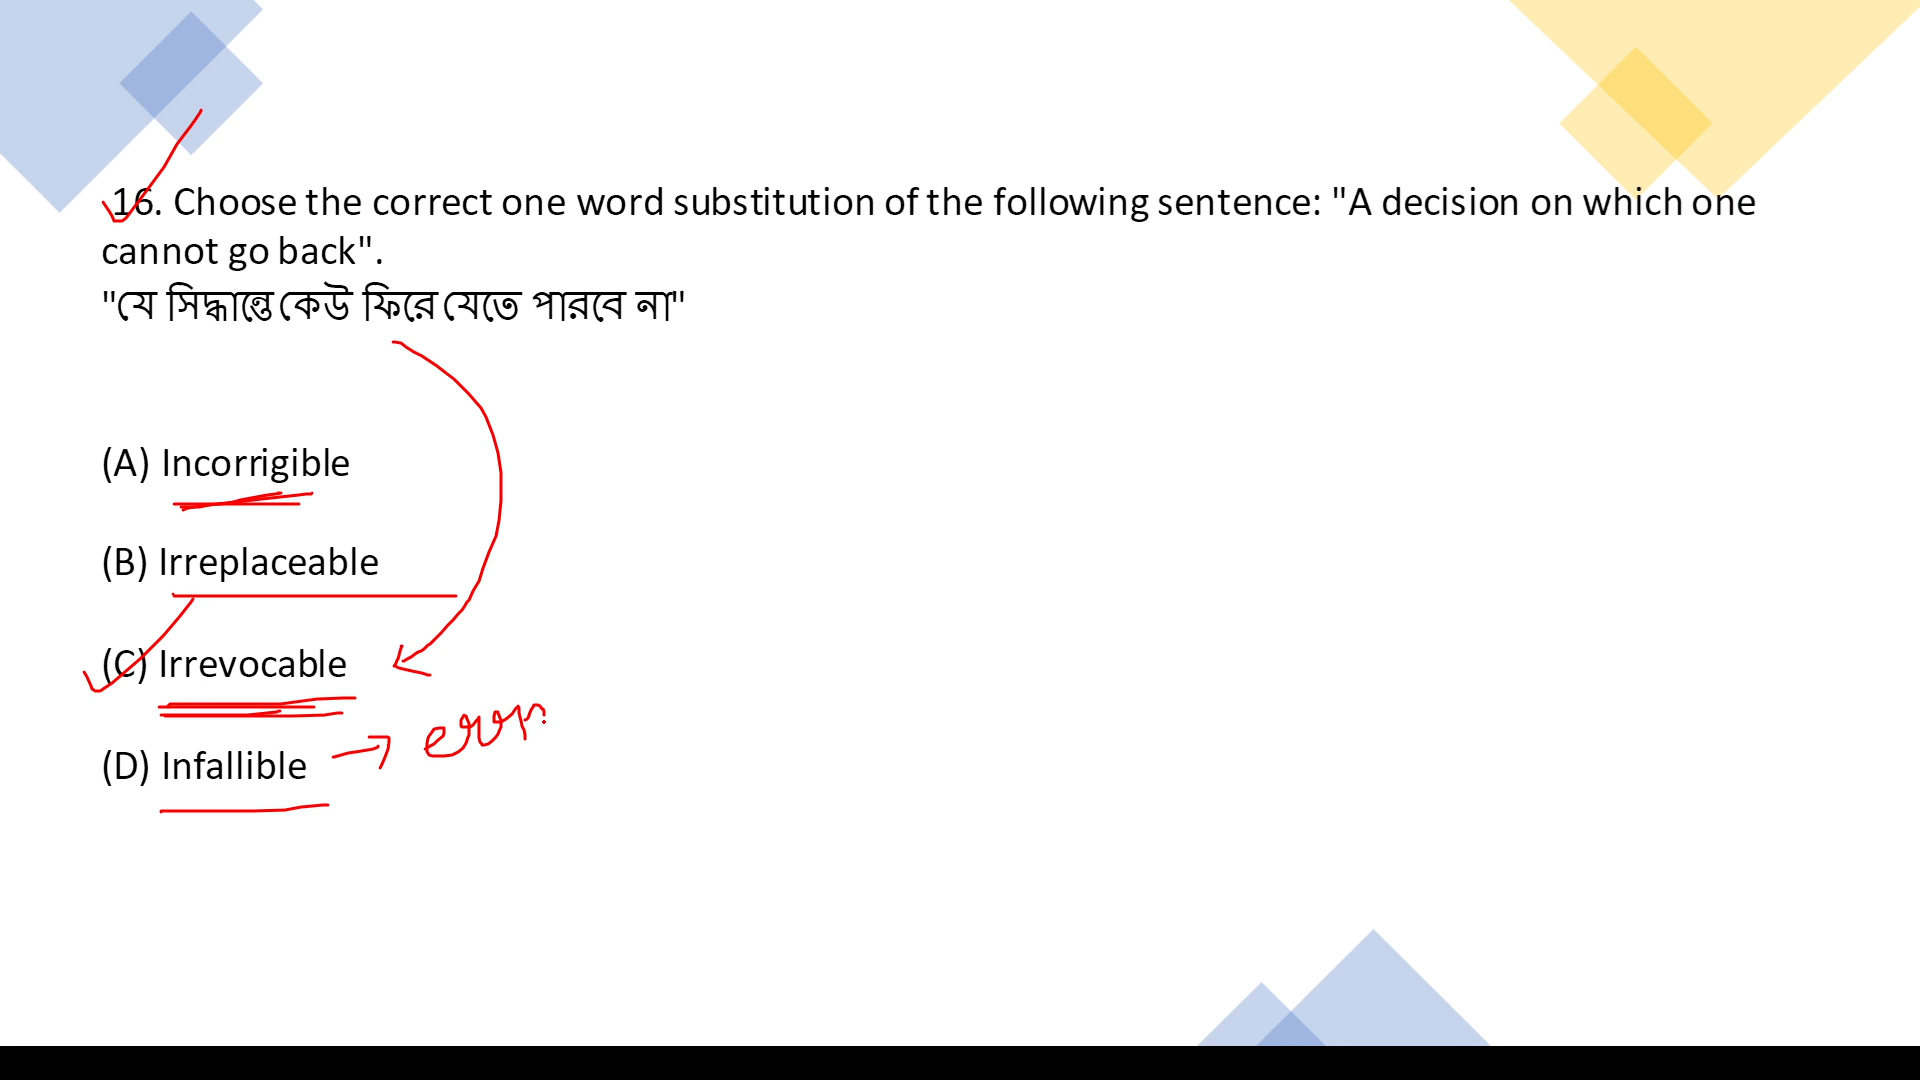 16. Choose the correct one word substitution of the following sentence: "A decision on which one
cannot go back".
"যে সিদ্ধান্তে কেউ ফিরে যেতে পারবে না"
(A) Incorrigible
(B) Irreplaceable
(C) Irrevocable
(D) Infallible